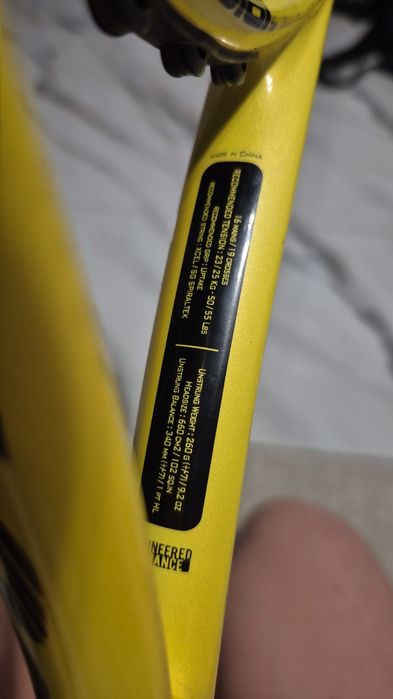 MADE IN CHINA
16 MAINS / 19 CROSSES
RECOMMENDED TENSION : 23/25 KG - 50/55 LBS
RECOMMENDED GRIP : UPTAKE
RECOMMENDED STRING : XCEL / SG SPIRALTEK
UNSTRUNG WEIGHT : 260 G (+/-7) / 9.2 OZ
HEADSIZE : 660 CM2 / 102 SQ.IN
UNSTRUNG BALANCE : 340 MM (+/-7) / 1 PT HL